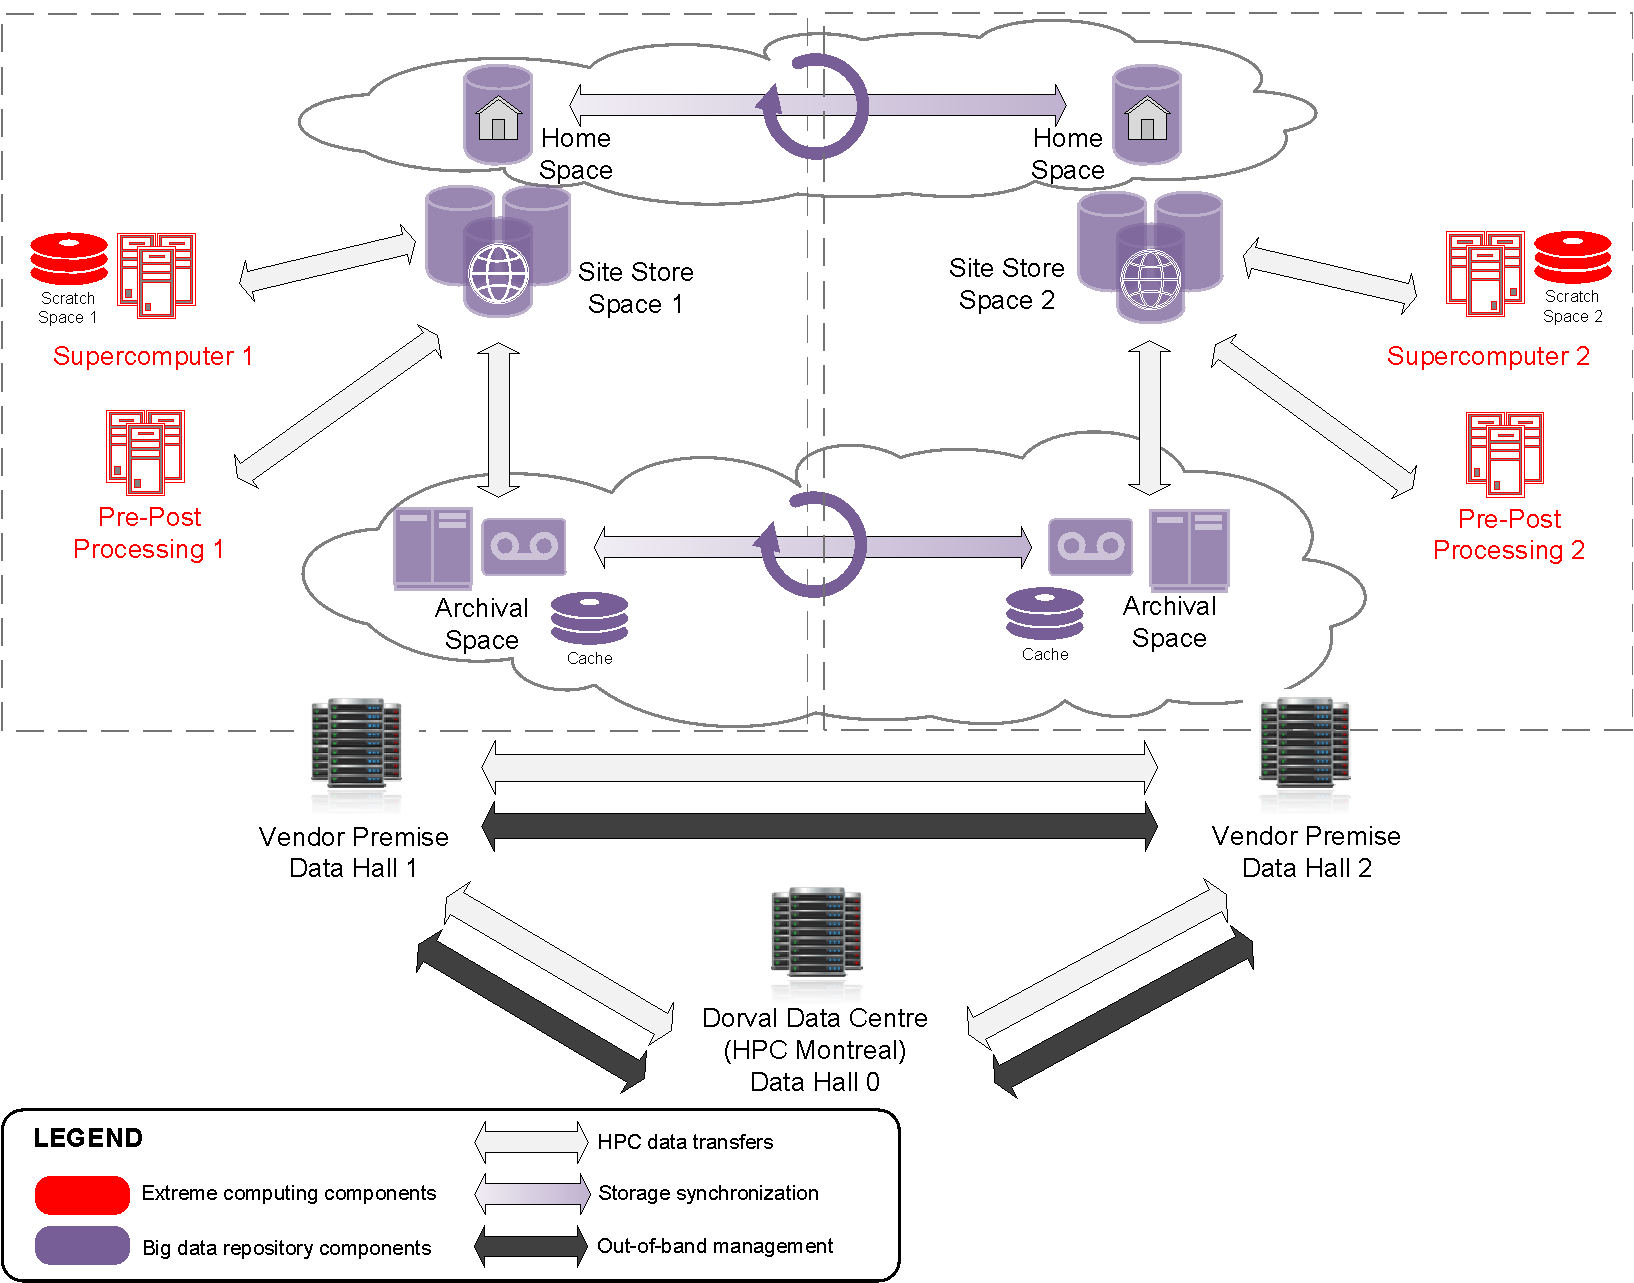 Home
Space
Home
Space
Site Store
Space 1
Site Store
Space 2
Scratch
Space 1
Scratch
Space 2
Supercomputer 1
Supercomputer 2
Pre-Post
Processing 1
Pre-Post
Processing 2
Archival
Space
Cache
Archival
Space
Cache
Vendor Premise
Data Hall 1
Vendor Premise
Data Hall 2
Dorval Data Centre
(HPC Montreal)
Data Hall 0
LEGEND
Extreme computing components
Big data repository components
HPC data transfers
Storage synchronization
Out-of-band management